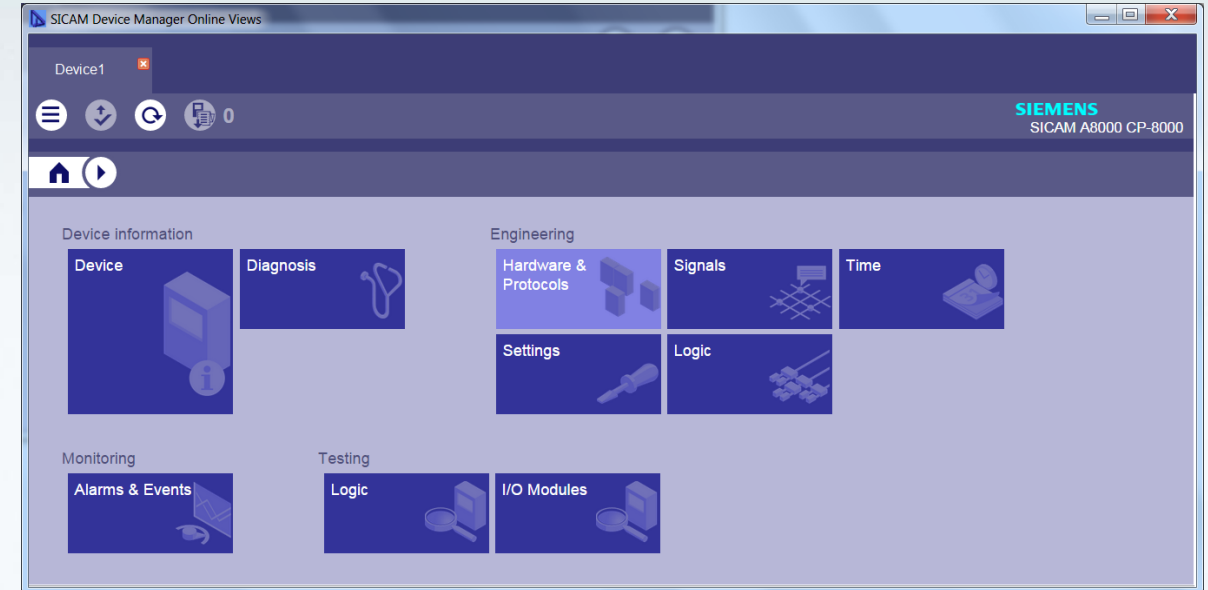 SICAM Device Manager Online Views
Device1
0
SIEMENS
SICAM A8000 CP-8000
Device information
Engineering
Device
Diagnosis
Hardware &
Protocols
Signals
Time
Settings
Logic
Monitoring
Testing
Alarms & Events
Logic
I/O Modules